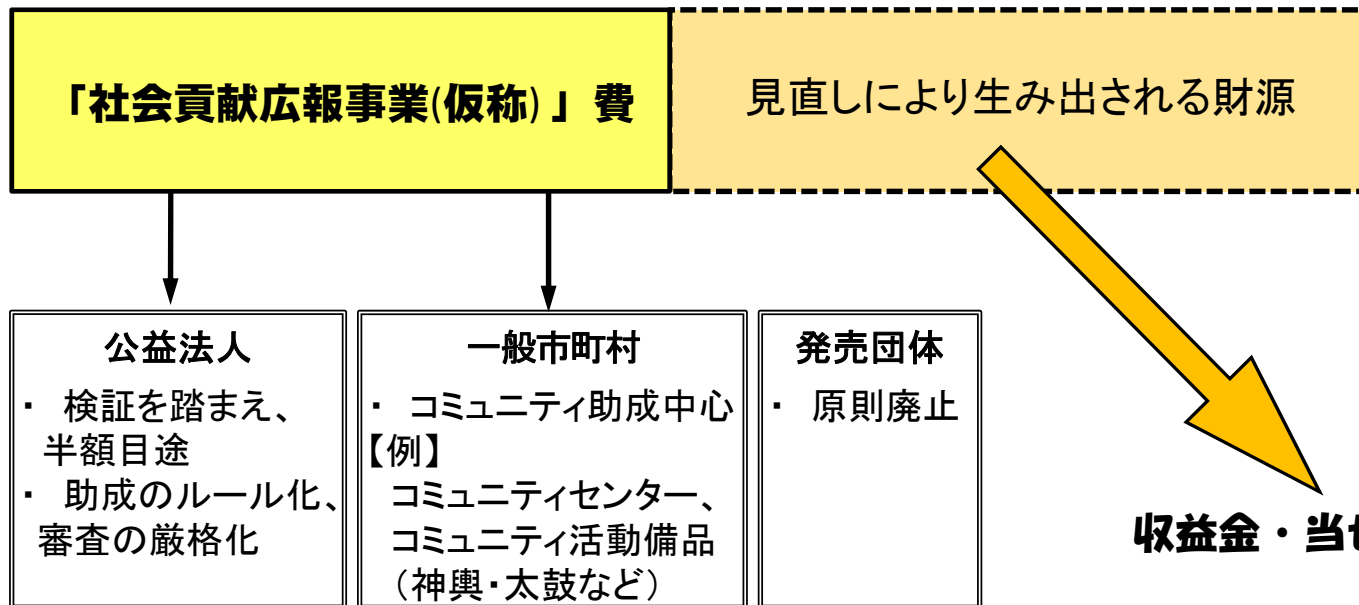 「社会貢献広報事業(仮称)」費
見直しにより生み出される財源
公益法人
・ 検証を踏まえ、
半額目途
・ 助成のルール化、
審査の厳格化
一般市町村
・ コミュニティ助成中心
【例】
コミュニティセンター、
コミュニティ活動備品
（神輿・太鼓など）
発売団体
・ 原則廃止
収益金・当せ